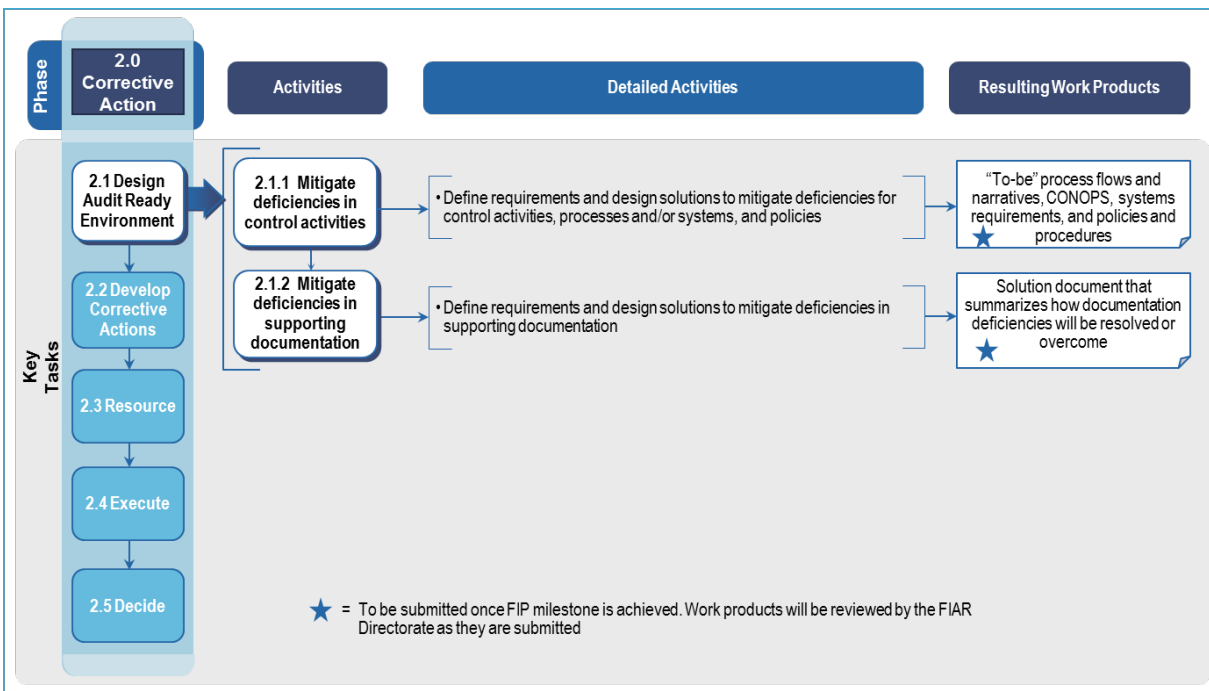 Phase
2.0
Corrective
Action
Activities
Detailed Activities
Resulting Work Products
Key
Tasks
2.1 Design
Audit Ready
Environment
2.2 Develop
Corrective
Actions
2.3 Resource
2.4 Execute
2.5 Decide
2.1.1 Mitigate
deficiencies in
control activities
• Define requirements and design solutions to mitigate deficiencies for
control activities, processes and/or systems, and policies
“To-be” process flows and
narratives, CONOPS, systems
requirements, and policies and
procedures
2.1.2 Mitigate
deficiencies in
supporting
documentation
• Define requirements and design solutions to mitigate deficiencies in
supporting documentation
Solution document that
summarizes how documentation
deficiencies will be resolved or
overcome
★ = To be submitted once FIP milestone is achieved. Work products will be reviewed by the FIAR
Directorate as they are submitted